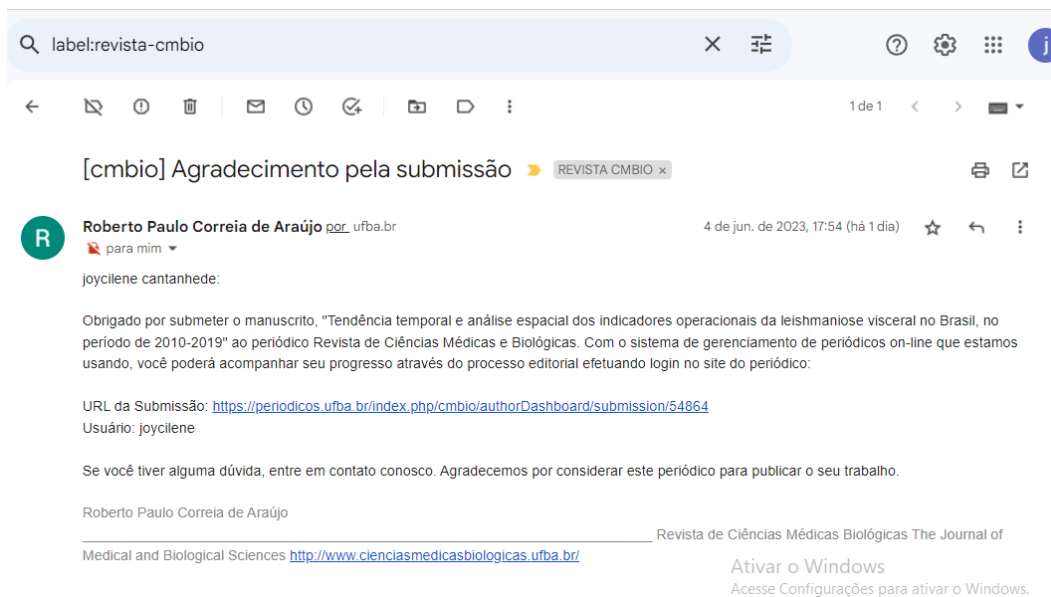 label:revista-cmbio
j
1 de 1
[cmbio] Agradecimento pela submissão
REVISTA CMBIO ×
R
Roberto Paulo Correia de Araújo por ufba.br
4 de jun. de 2023, 17:54 (há 1 dia)
para mim
joycilene cantanhede:
Obrigado por submeter o manuscrito, "Tendência temporal e análise espacial dos indicadores operacionais da leishmaniose visceral no Brasil, no
período de 2010-2019" ao periódico Revista de Ciências Médicas e Biológicas. Com o sistema de gerenciamento de periódicos on-line que estamos
usando, você poderá acompanhar seu progresso através do processo editorial efetuando login no site do periódico:
URL da Submissão: https://periodicos.ufba.br/index.php/cmbio/authorDashboard/submission/54864
Usuário: joycilene
Se você tiver alguma dúvida, entre em contato conosco. Agradecemos por considerar este periódico para publicar o seu trabalho.
Roberto Paulo Correia de Araújo
Revista de Ciências Médicas Biológicas The Journal of
Medical and Biological Sciences http://www.cienciasmedicasbiologicas.ufba.br/
Ativar o Windows
Acesse Configurações para ativar o Windows.